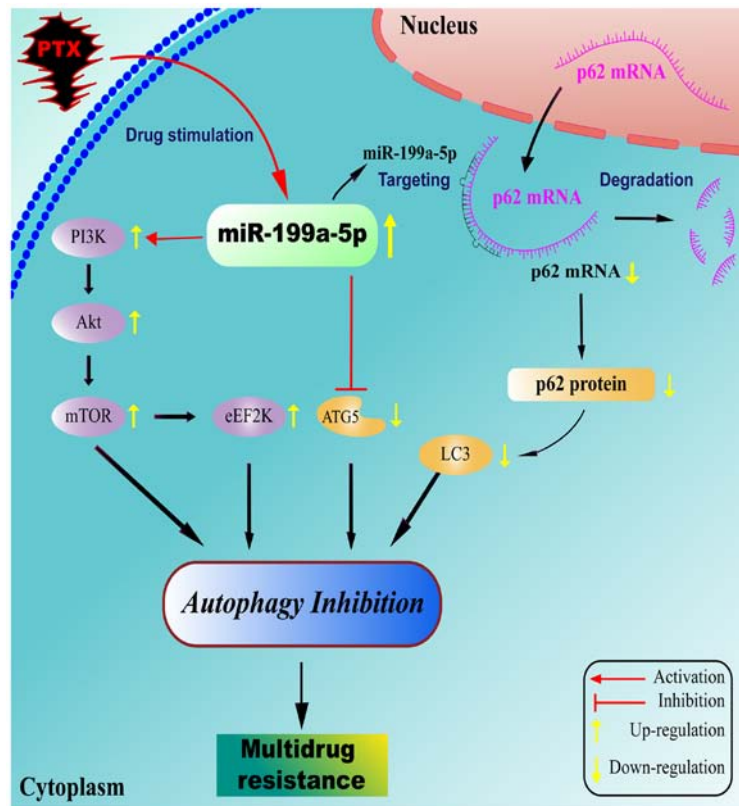 PTX
Nucleus
p62 mRNA
Drug stimulation
miR-199a-5p
Targeting
p62 mRNA
Degradation
miR-199a-5p
PI3K
p62 mRNA
Akt
p62 protein
mTOR
eEF2K
ATG5
LC3
Autophagy Inhibition
Multidrug
resistance
Activation
Inhibition
Up-regulation
Down-regulation
Cytoplasm